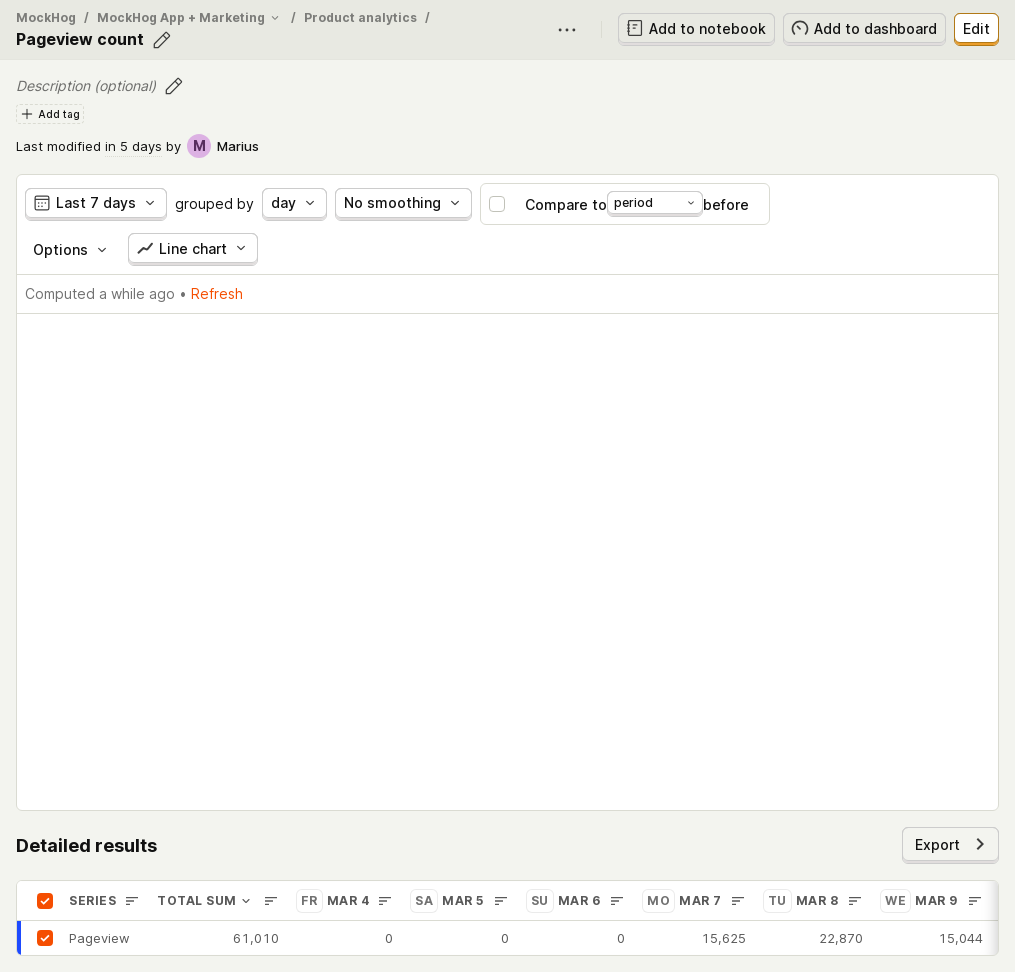 MockHog / MockHog App + Marketing / Product analytics /
Pageview count
Add to notebook
Add to dashboard
Edit
Description (optional)
Add tag
Last modified in 5 days by M Marius
Last 7 days grouped by day No smoothing Compare to period before
Options Line chart
Computed a while ago • Refresh
Detailed results
Export
SERIES TOTAL SUM FR MAR 4 SA MAR 5 SU MAR 6 MO MAR 7 TU MAR 8 WE MAR 9
Pageview 61,010 0 0 0 15,625 22,870 15,044